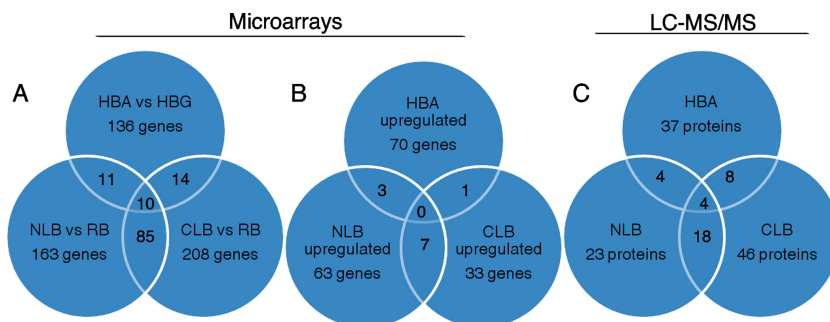 Microarrays
LC-MS/MS
A
HBA vs HBG
136 genes
11
14
10
NLB vs RB
163 genes
85
CLB vs RB
208 genes
B
HBA
upregulated
70 genes
3
1
0
NLB
upregulated
63 genes
7
CLB
upregulated
33 genes
C
HBA
37 proteins
4
8
4
NLB
23 proteins
18
CLB
46 proteins